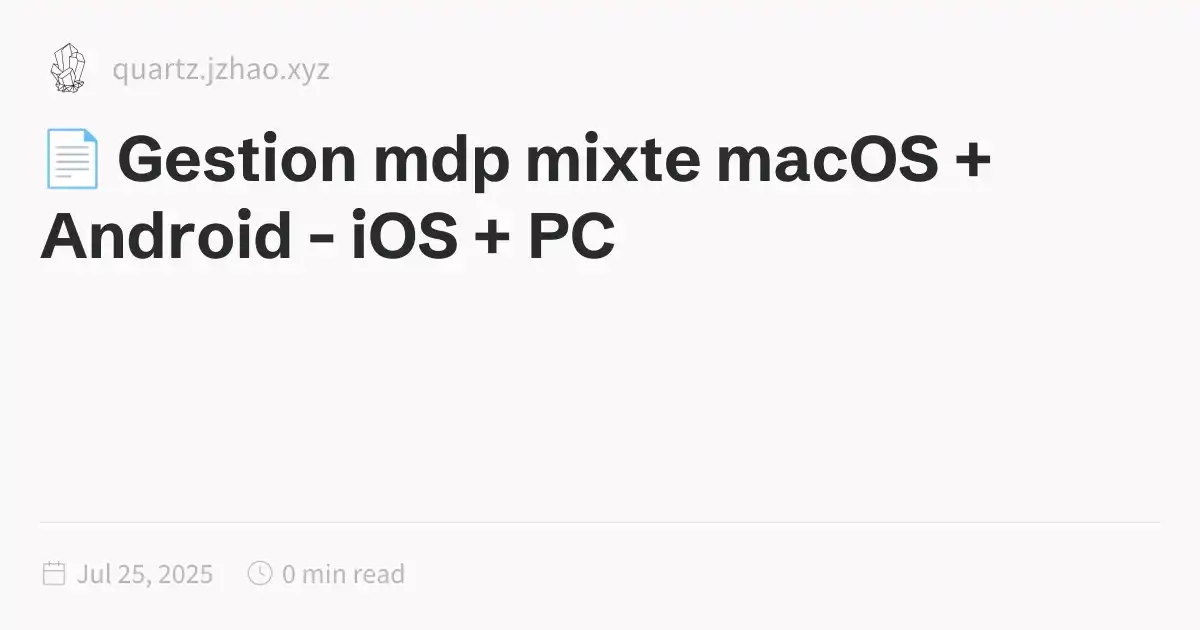 quartz.jzhao.xyz
📄 Gestion mdp mixte macOS +
Android - iOS + PC
Jul 25, 2025 0 min read